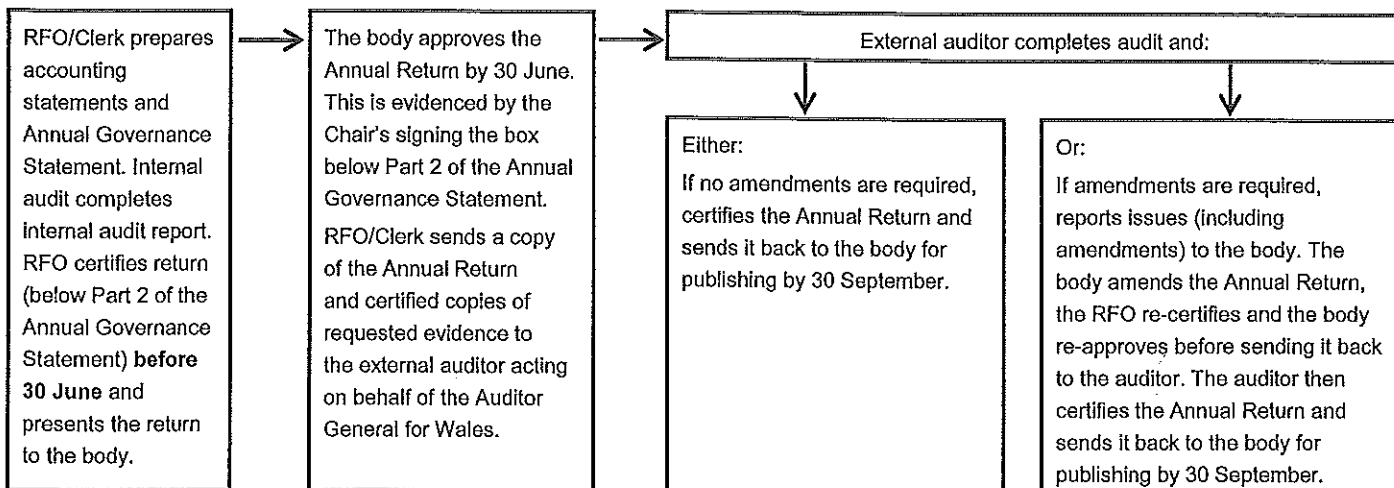 RFO/Clerk prepares
accounting
statements and
Annual Governance
Statement. Internal
audit completes
internal audit report.
RFO certifies return
(below Part 2 of the
Annual Governance
Statement) before
30 June and
presents the return
to the body.
The body approves the
Annual Return by 30 June.
This is evidenced by the
Chair's signing the box
below Part 2 of the Annual
Governance Statement.
RFO/Clerk sends a copy
of the Annual Return
and certified copies of
requested evidence to
the external auditor acting
on behalf of the Auditor
General for Wales.
External auditor completes audit and:
Either:
If no amendments are required,
certifies the Annual Return and
sends it back to the body for
publishing by 30 September.
Or:
If amendments are required,
reports issues (including
amendments) to the body. The
body amends the Annual Return,
the RFO re-certifies and the body
re-approves before sending it back
to the auditor. The auditor then
certifies the Annual Return and
sends it back to the body for
publishing by 30 September.